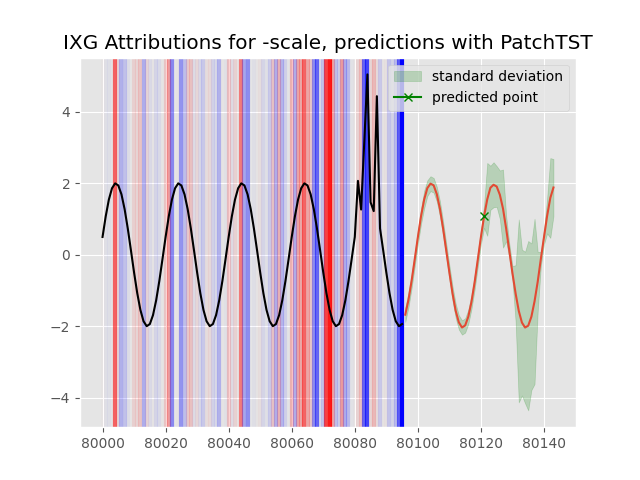 IXG Attributions for -scale, predictions with PatchTST
standard deviation
predicted point
4
2
0
−2
−4
80000 80020 80040 80060 80080 80100 80120 80140